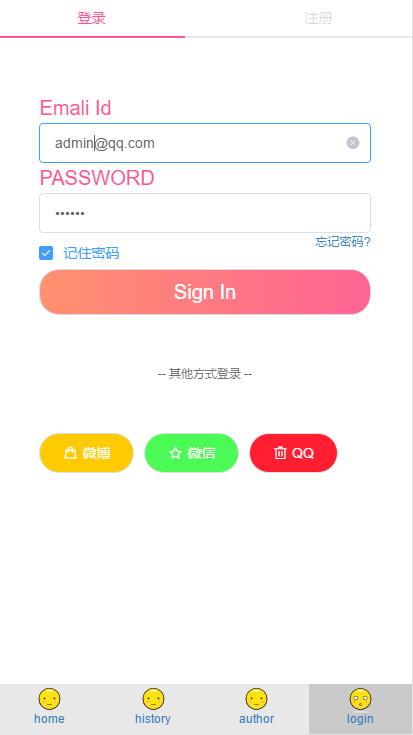 登录 注册
Emali Id
admin@qq.com
PASSWORD
••••••
忘记密码?
记住密码
Sign In
-- 其他方式登录 --
微博 微信 QQ
home history author login